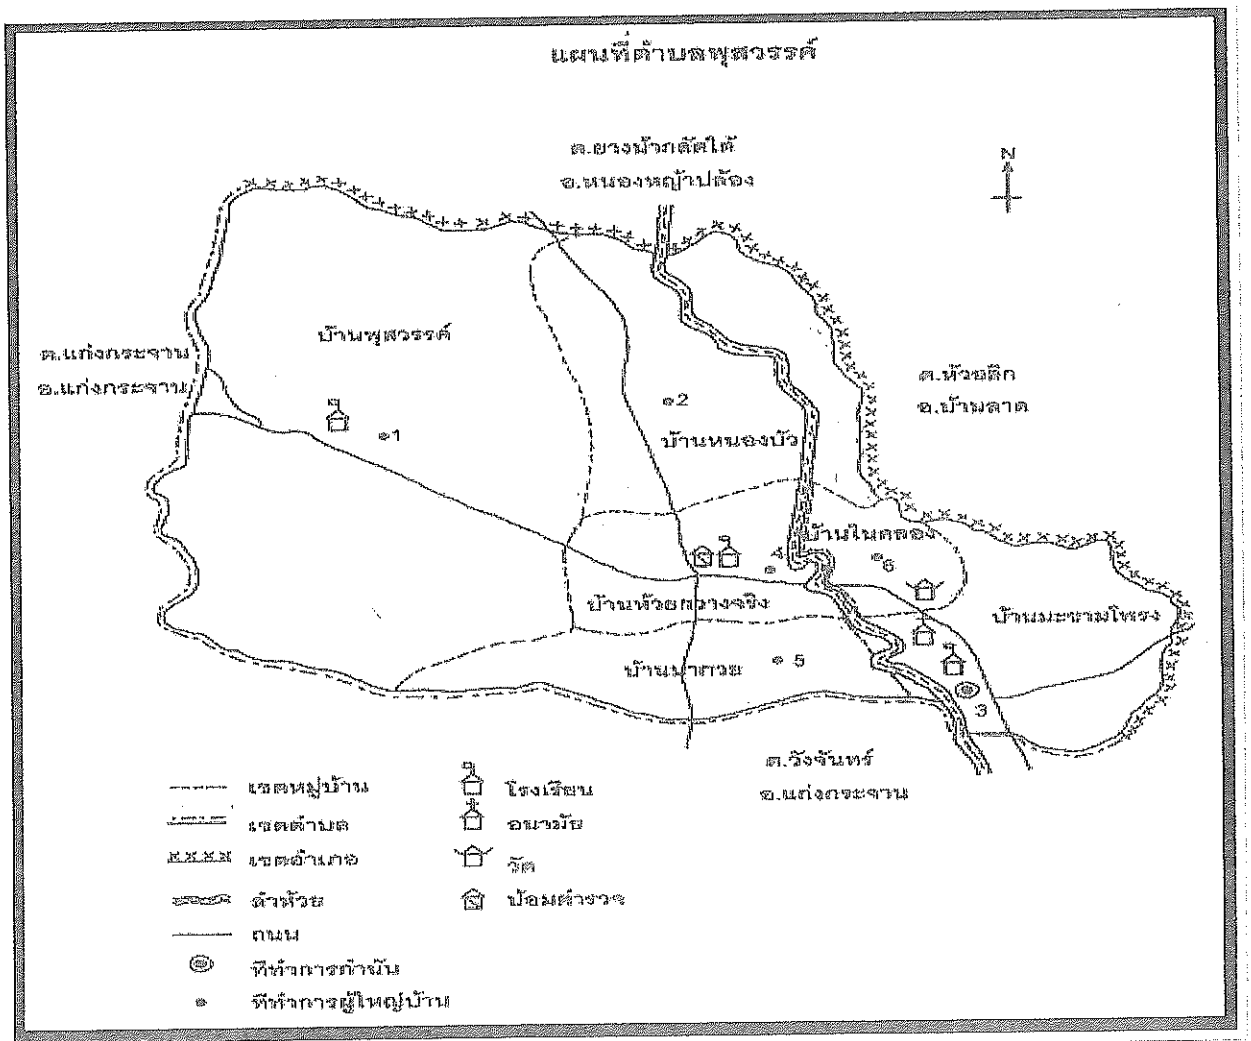 แผนที่ตำบลพุสวรรค์
ต.ยางน้ำกลัดใต้
อ.หนองหญ้าปล้อง
N
บ้านพุสวรรค์
ต.แก่งกระจาน
อ.แก่งกระจาน
ต.ห้วยลึก
อ.บ้านลาด
1
2
บ้านหนองบัว
บ้านในคลอง
4
6
บ้านห้วยกวางจริง
บ้านมะขามโพรง
บ้านนากวย
5
3
ต.วังจันทร์
อ.แก่งกระจาน
เขตหมู่บ้าน
เขตตำบล
เขตอำเภอ
ลำห้วย
ถนน
ที่ทำการกำนัน
ที่ทำการผู้ใหญ่บ้าน
โรงเรียน
อนามัย
วัด
ป้อมตำรวจ